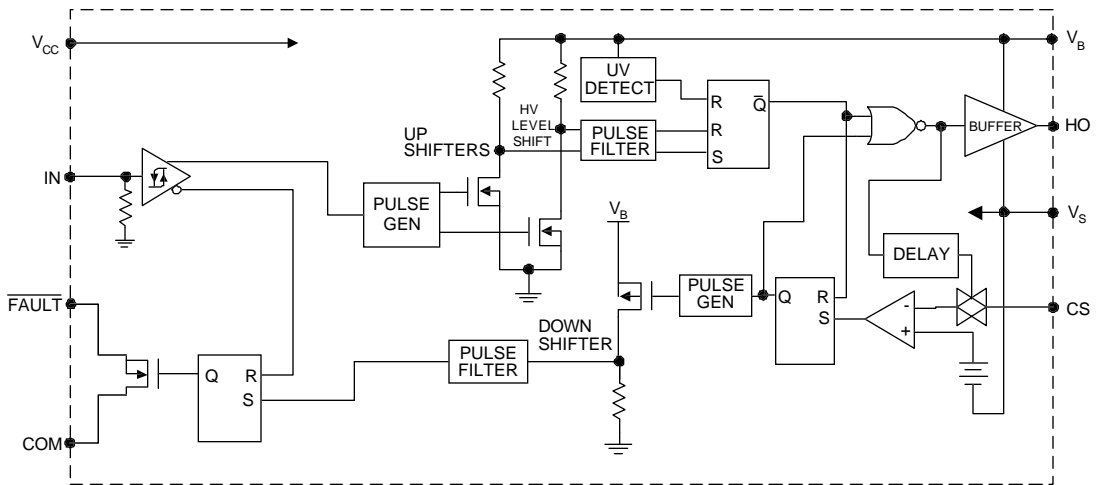 VCC
VB
UV
DETECT
R
Q̅
HV
LEVEL
SHIFT
R
PULSE
FILTER
S
BUFFER
HO
UP
SHIFTERS
IN
PULSE
GEN
VB
VS
DELAY
F̅A̅U̅L̅T̅
PULSE
GEN
Q
R
S
-
+
CS
DOWN
SHIFTER
PULSE
FILTER
Q
R
S
COM